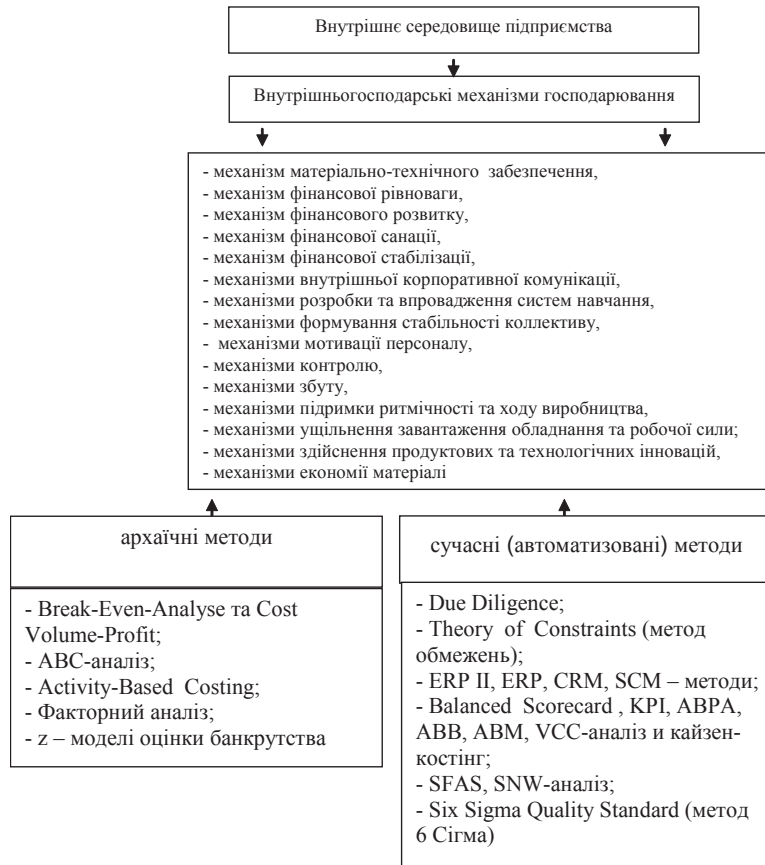 Внутрішнє середовище підприємства
Внутрішньогосподарські механізми господарювання
- механізм матеріально-технічного забезпечення,
- механізм фінансової рівноваги,
- механізм фінансового розвитку,
- механізм фінансової санації,
- механізм фінансової стабілізації,
- механізми внутрішньої корпоративної комунікації,
- механізми розробки та впровадження систем навчання,
- механізми формування стабільності коллективу,
- механізми мотивації персоналу,
- механізми контролю,
- механізми збуту,
- механізми підримки ритмічності та ходу виробництва,
- механізми ущільнення завантаження обладнання та робочої сили;
- механізми здійснення продуктових та технологічних інновацій,
- механізми економії матеріалі
архаїчні методи
- Break-Even-Analyse та Cost
Volume-Profit;
- ABC-аналіз;
- Activity-Based Costing;
- Факторний аналіз;
- z – моделі оцінки банкрутства
сучасні (автоматизовані) методи
- Due Diligence;
- Theory of Constraints (метод
обмежень);
- ERP II, ERP, CRM, SCM – методи;
- Balanced Scorecard , KPI, ABPA,
ABB, ABM, VCC-аналіз и кайзен-
костінг;
- SFAS, SNW-аналіз;
- Six Sigma Quality Standard (метод
6 Сігма)